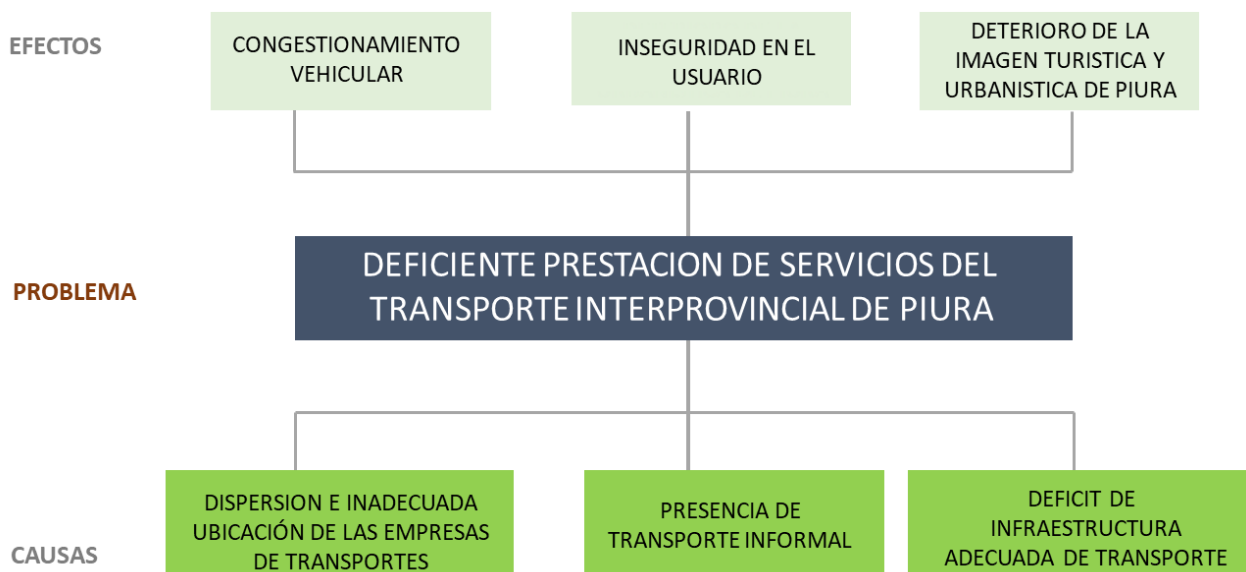 EFECTOS
CONGESTIONAMIENTO
VEHICULAR
INSEGURIDAD EN EL
USUARIO
DETERIORO DE LA
IMAGEN TURISTICA Y
URBANISTICA DE PIURA
PROBLEMA
DEFICIENTE PRESTACION DE SERVICIOS DEL
TRANSPORTE INTERPROVINCIAL DE PIURA
CAUSAS
DISPERSION E INADECUADA
UBICACIÓN DE LAS EMPRESAS
DE TRANSPORTES
PRESENCIA DE
TRANSPORTE INFORMAL
DEFICIT DE
INFRAESTRUCTURA
ADECUADA DE TRANSPORTE